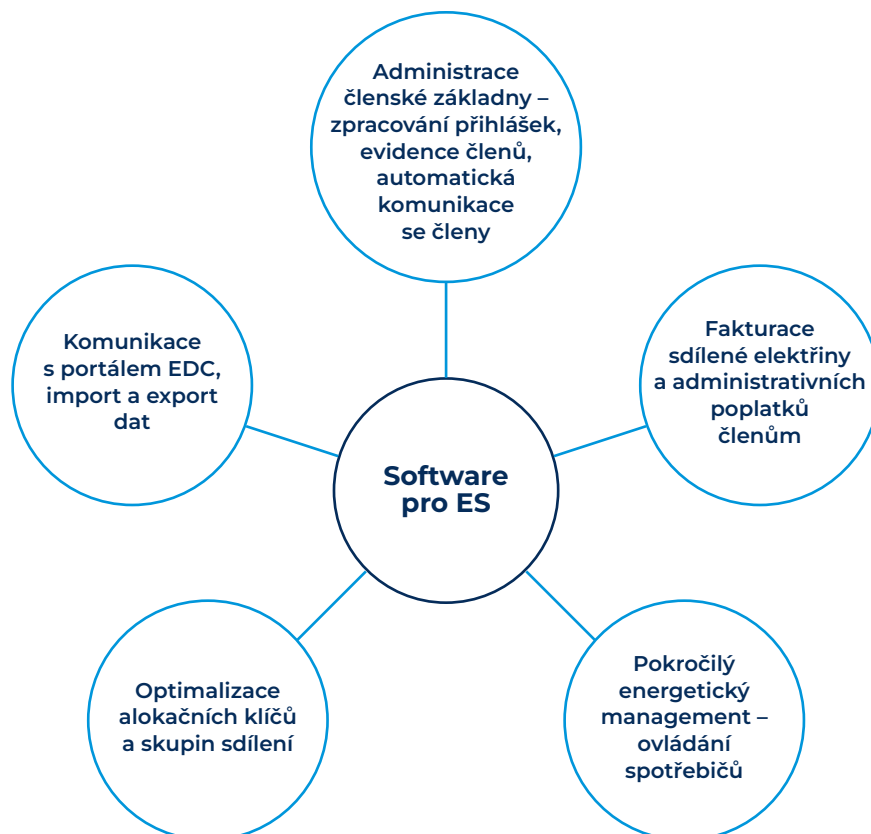 Administrace
členské základny –
zpracování přihlášek,
evidence členů,
automatická
komunikace
se členy
Komunikace
s portálem EDC,
import a export
dat
Fakturace
sdílené elektřiny
a administrativních
poplatků
členům
Software
pro ES
Optimalizace
alokačních klíčů
a skupin sdílení
Pokročilý
energetický
management –
ovládání
spotřebičů